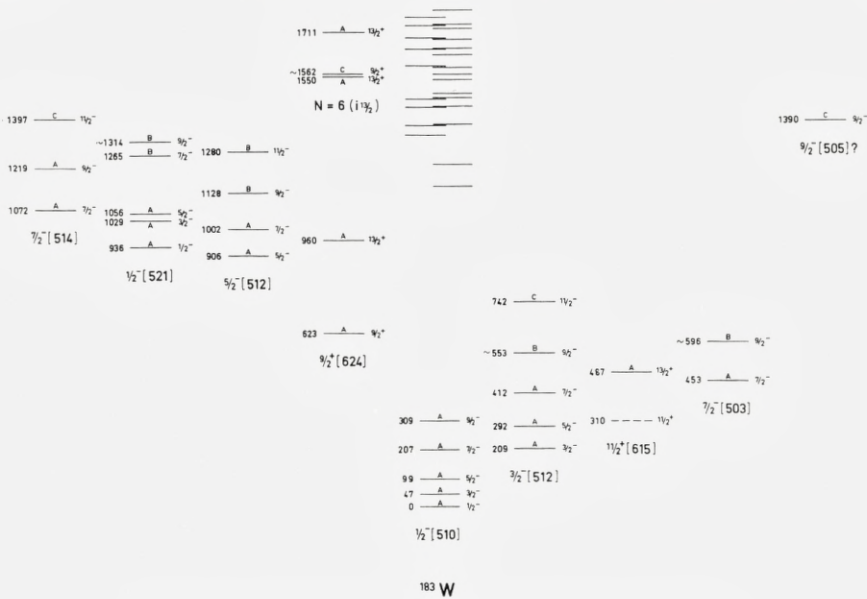 1711 A 13/2+
~1562 C 9/2+
1550 A 13/2+
N = 6 (i 13/2)
1397 C 11/2-
1219 A 9/2-
1072 A 7/2-
7/2-[514]
~1314 B 9/2-
1265 B 7/2-
1056 A 5/2-
1029 A 3/2-
936 A 1/2-
1/2-[521]
1280 B 11/2-
1128 B 9/2-
1002 A 7/2-
906 A 5/2-
5/2-[512]
960 A 13/2+
623 A 9/2+
9/2+[624]
309 A 9/2-
207 A 7/2-
99 A 5/2-
47 A 3/2-
0 A 1/2-
1/2-[510]
742 C 11/2-
~553 B 9/2-
412 A 7/2-
292 A 5/2-
209 A 3/2-
3/2-[512]
467 A 13/2+
310 11/2+
11/2+[615]
~596 B 9/2-
453 A 7/2-
7/2-[503]
1390 C 9/2-
9/2-[505]?
183 W